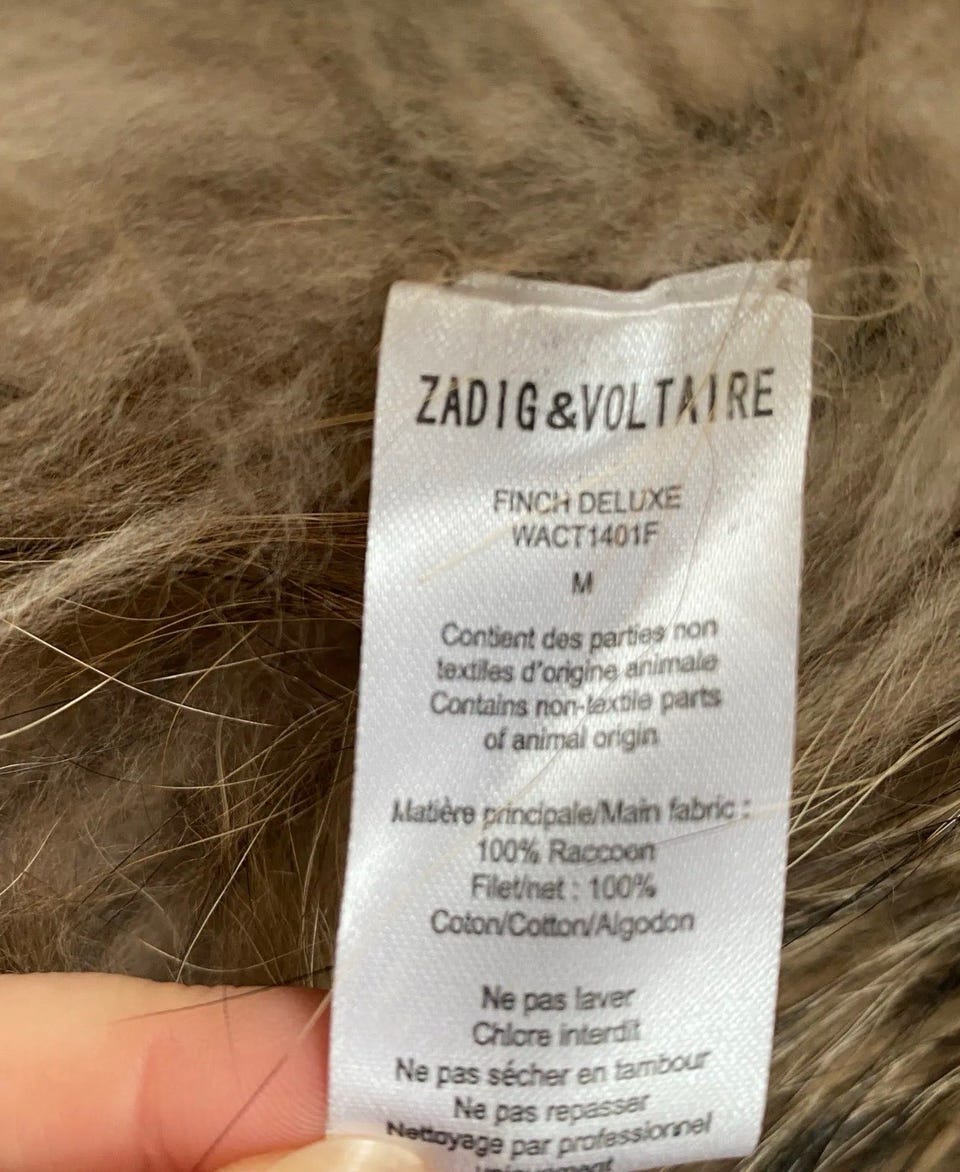 ZADIG&VOLTAIRE
FINCH DELUXE
WACT1401F
M
Contient des parties non
textiles d'origine animale
Contains non-textile parts
of animal origin
Matière principale/Main fabric :
100% Raccoon
Filet/net : 100%
Coton/Cotton/Algodon
Ne pas laver
Chlore interdit
Ne pas sécher en tambour
Ne pas repasser
Nettoyage par professionnel
uniquement